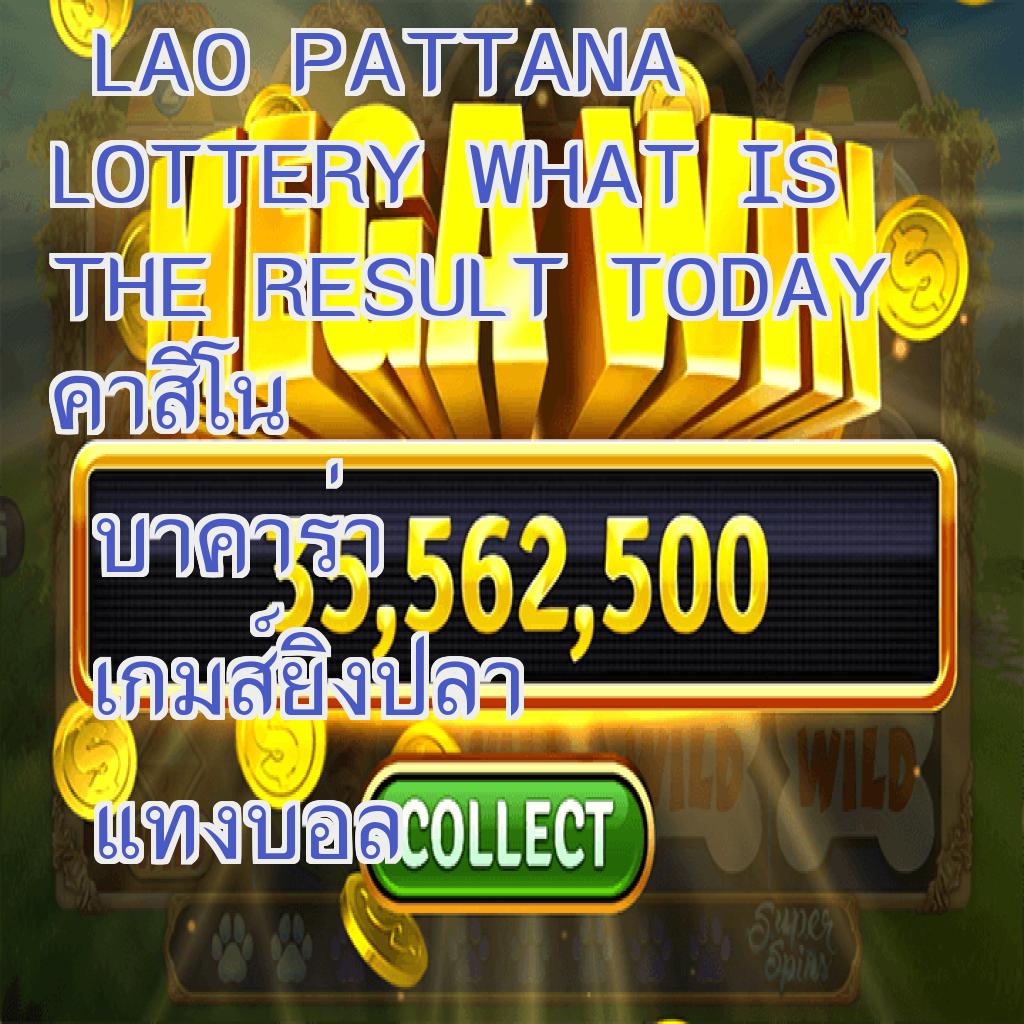 LAO PATTANA
LOTTERY WHAT IS
THE RESULT TODAY
คาสิโน
บาคาร่า
เกมส์ยิงปลา
แทงบอล
MEGA WIN
35,562,500
COLLECT
WILD
WILD
Super
Spins